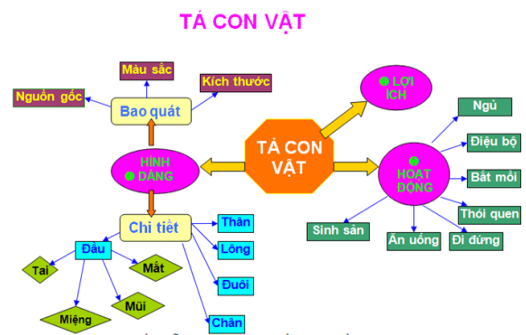 TẢ CON VẬT
Màu sắc
Nguồn gốc
Kích thước
Bao quát
LỢI
ÍCH
Ngủ
TẢ CON
VẬT
Điệu bộ
HÌNH
DÁNG
HOẠT
ĐỘNG
Bắt mồi
Thói quen
Chi tiết
Thân
Sinh sản
Ăn uống
Đi đứng
Đầu
Lông
Tai
Mắt
Đuôi
Miệng
Mũi
Chân